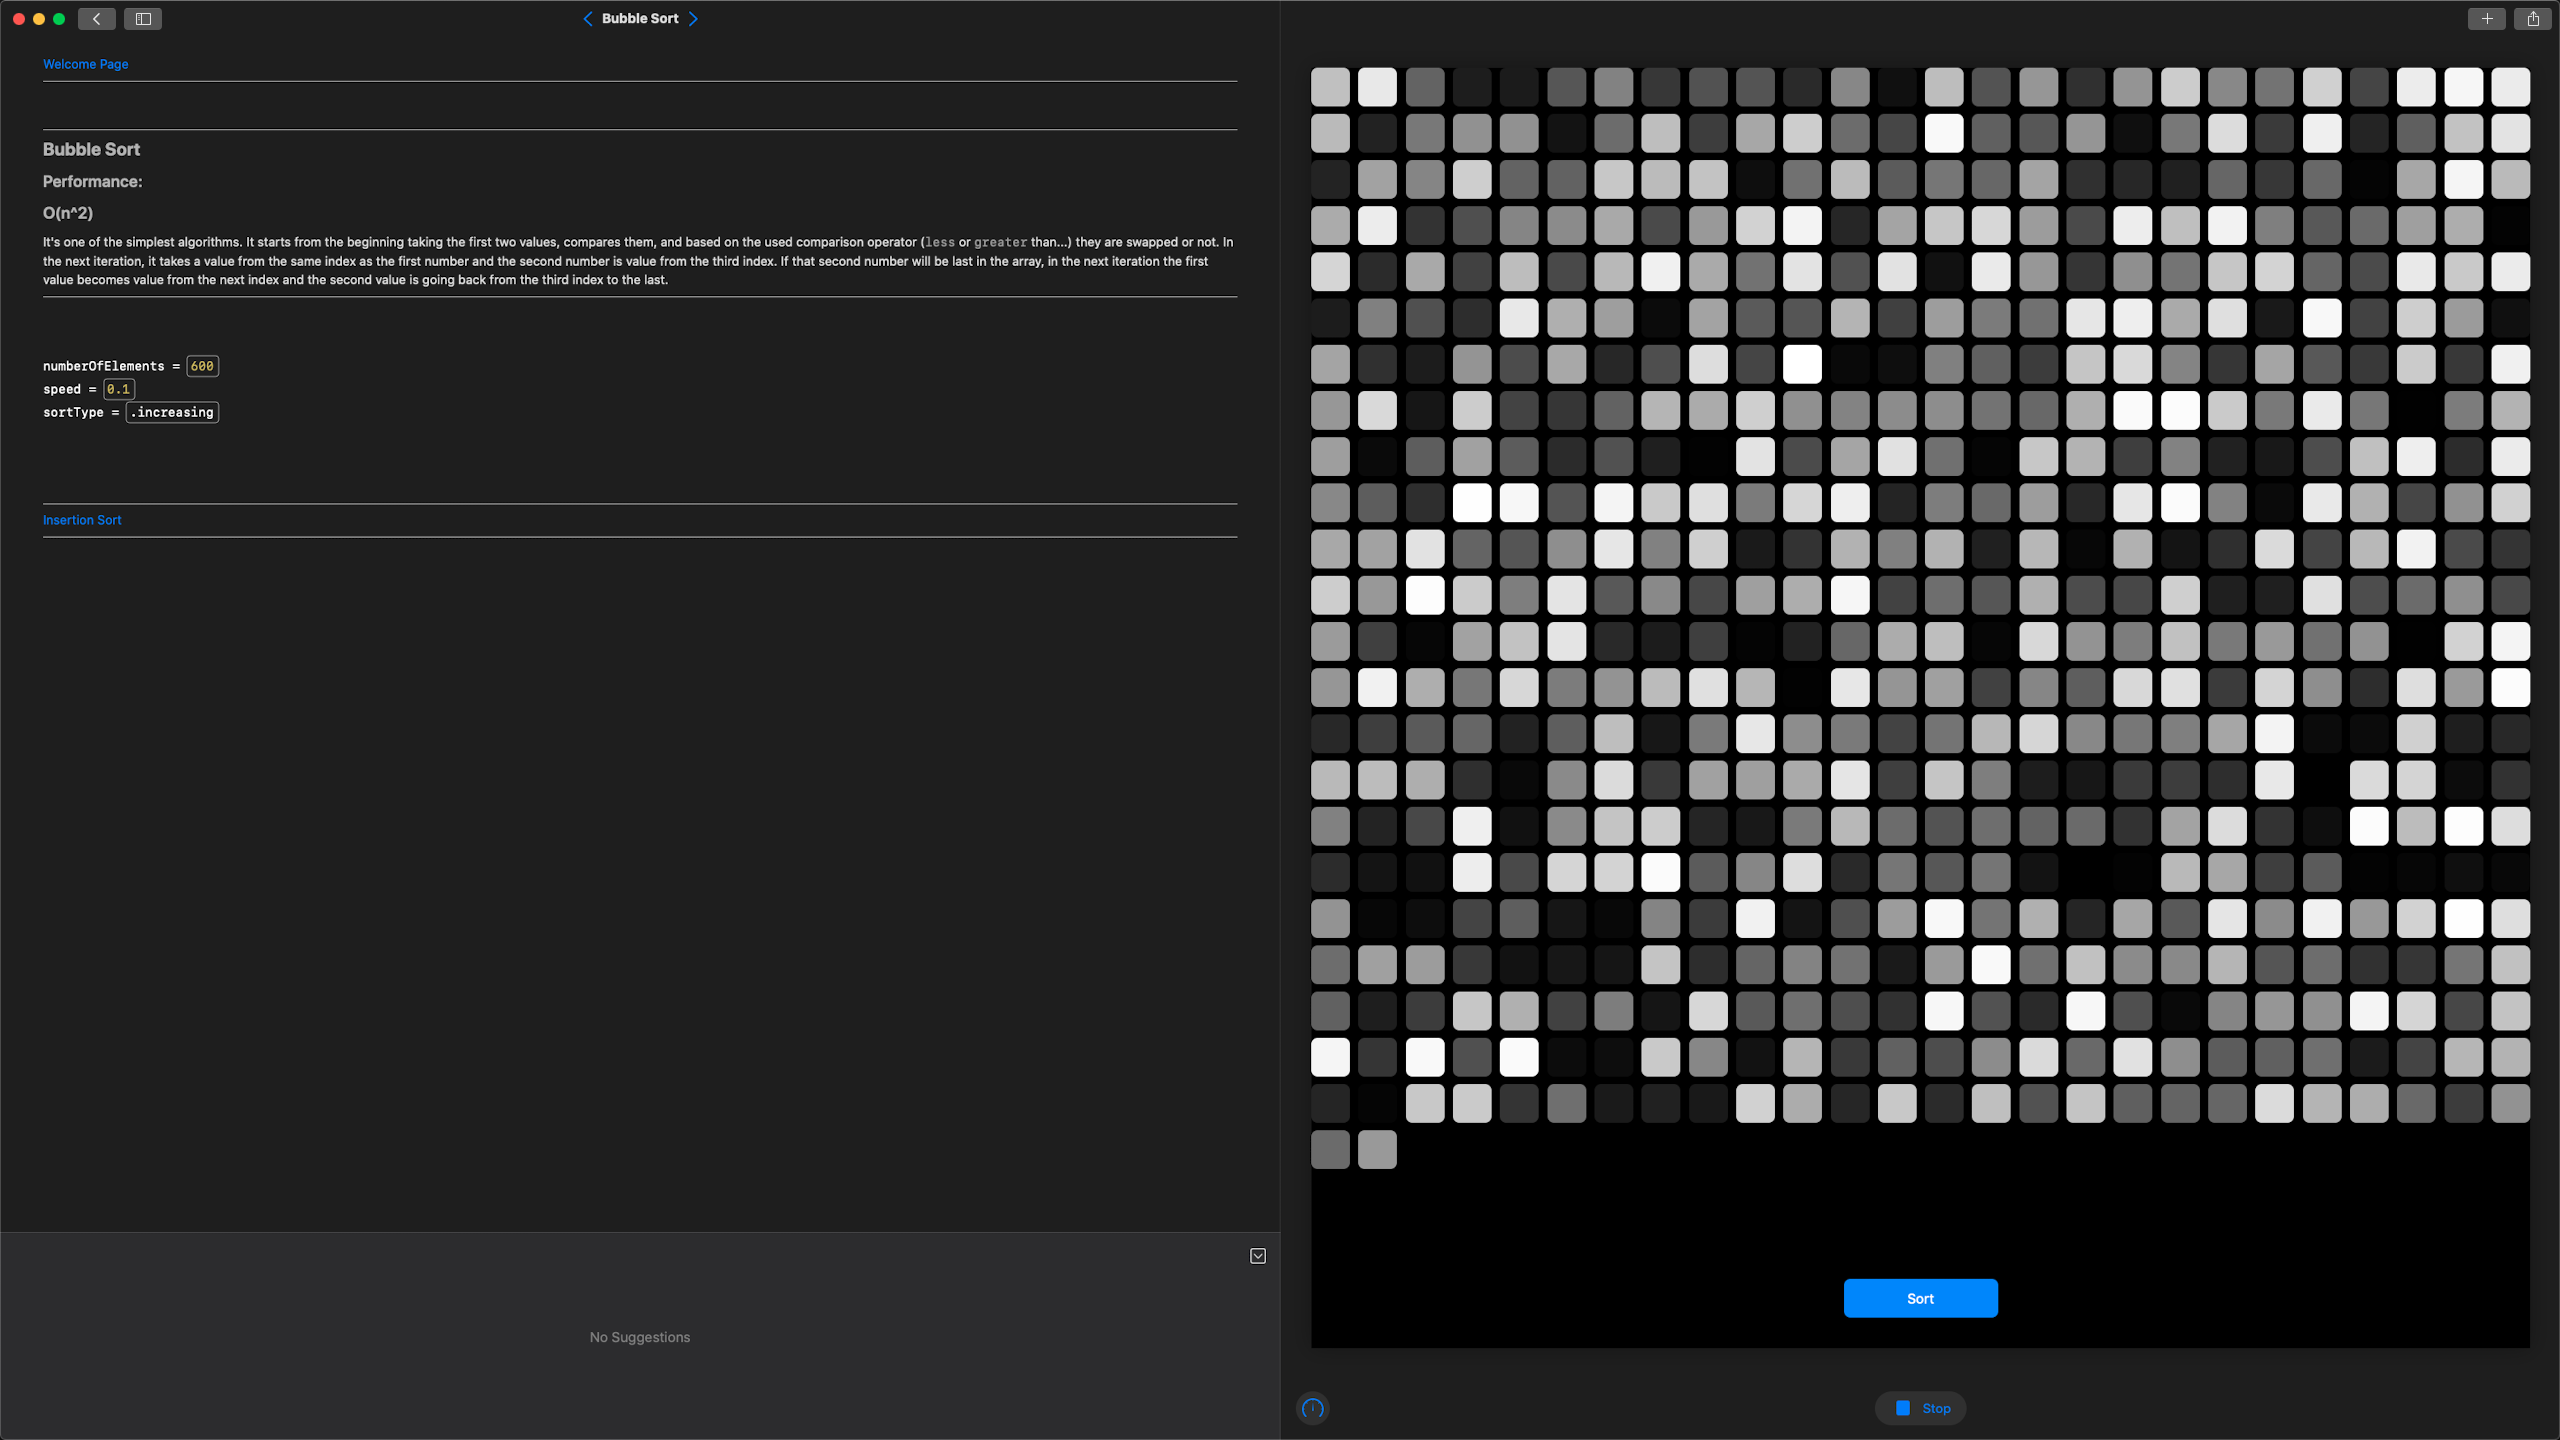 Bubble Sort
Welcome Page
Bubble Sort
Performance:
O(n^2)
It's one of the simplest algorithms. It starts from the beginning taking the first two values, compares them, and based on the used comparison operator (less or greater than...) they are swapped or not. In
the next iteration, it takes a value from the same index as the first number and the second number is value from the third index. If that second number will be last in the array, in the next iteration the first
value becomes value from the next index and the second value is going back from the third index to the last.
numberOfElements = 600
speed = 0.1
sortType = .increasing
Insertion Sort
No Suggestions
Sort
Stop